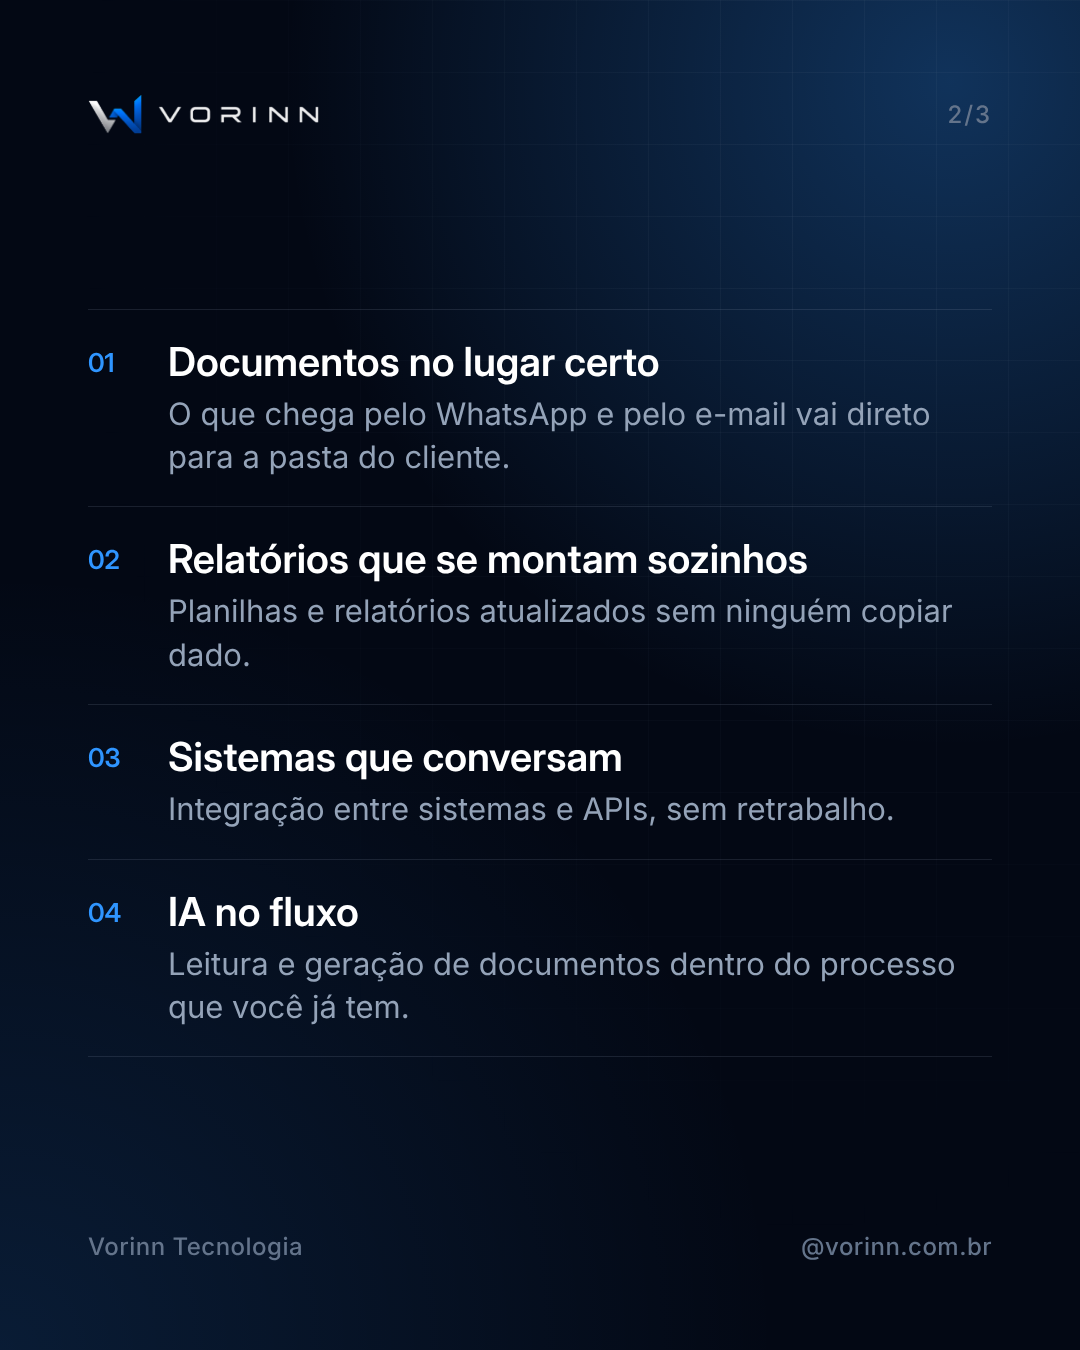 VORINN
2/3
01
Documentos no lugar certo
O que chega pelo WhatsApp e pelo e-mail vai direto
para a pasta do cliente.
02
Relatórios que se montam sozinhos
Planilhas e relatórios atualizados sem ninguém copiar
dado.
03
Sistemas que conversam
Integração entre sistemas e APIs, sem retrabalho.
04
IA no fluxo
Leitura e geração de documentos dentro do processo
que você já tem.
Vorinn Tecnologia
@vorinn.com.br